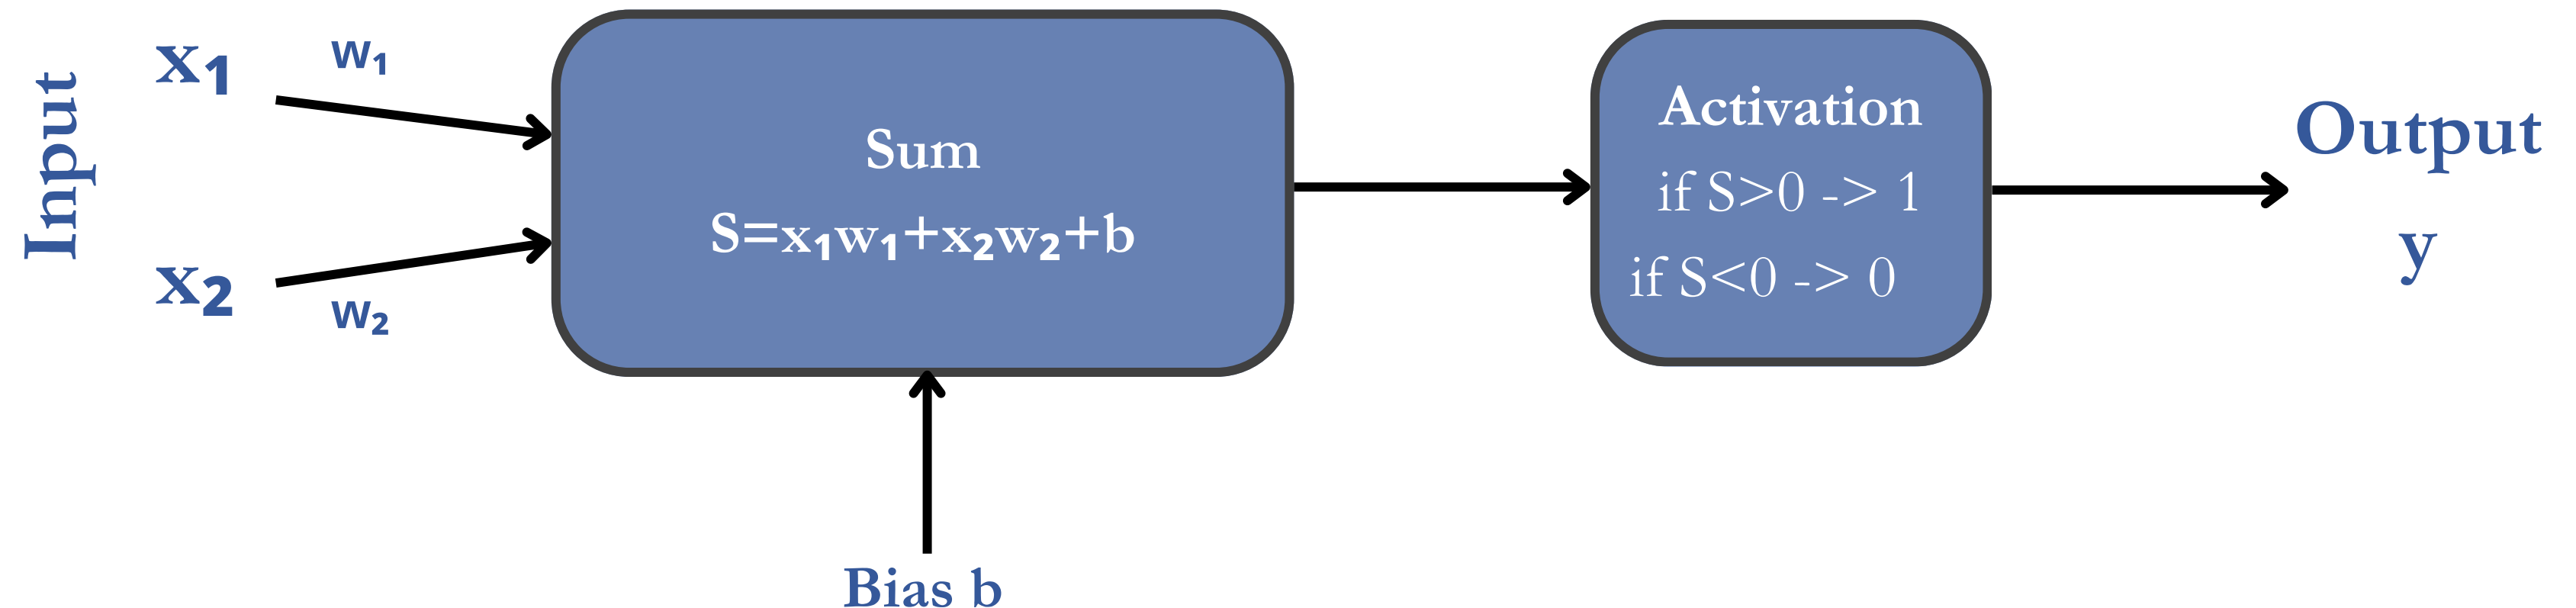 Input
x₁
w₁
x₂
w₂
Sum
S=x₁w₁+x₂w₂+b
Bias b
Activation
if S>0 -> 1
if S<0 -> 0
Output
y